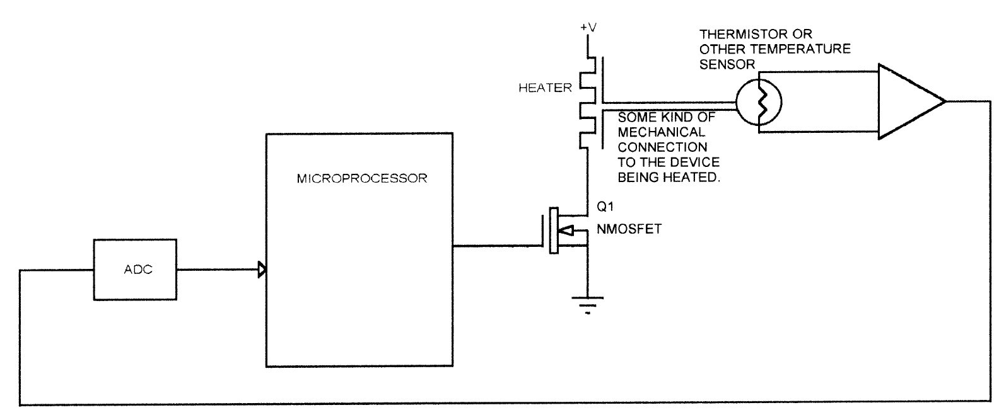 +V
THERMISTOR OR
OTHER TEMPERATURE
SENSOR
HEATER
SOME KIND OF
MECHANICAL
CONNECTION
TO THE DEVICE
BEING HEATED.
MICROPROCESSOR
Q1
NMOSFET
ADC